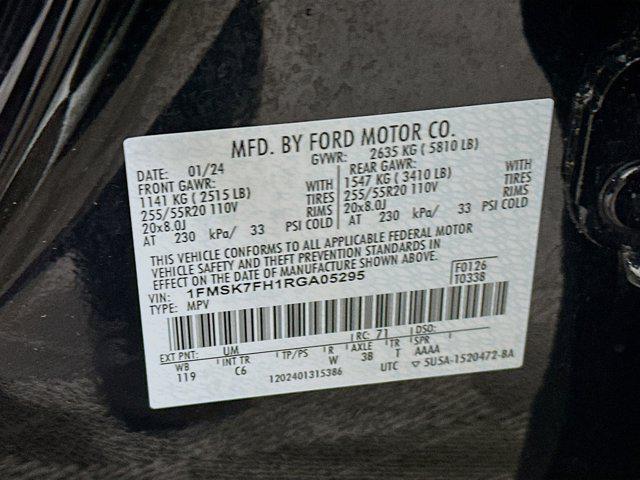 MFD. BY FORD MOTOR CO.
DATE: 01/24 GVWR: 2635 KG ( 5810 LB)
FRONT GAWR: REAR GAWR:
1141 KG ( 2515 LB) WITH 1547 KG ( 3410 LB) WITH
255/55R20 110V TIRES 255/55R20 110V TIRES
20x8.0J RIMS 20x8.0J RIMS
AT 230 kPa/ 33 PSI COLD AT 230 kPa/ 33 PSI COLD
THIS VEHICLE CONFORMS TO ALL APPLICABLE FEDERAL MOTOR
VEHICLE SAFETY AND THEFT PREVENTION STANDARDS IN
EFFECT ON THE DATE OF MANUFACTURE SHOWN ABOVE.
VIN: 1FMSK7FH1RGA05295 F0126
TYPE: MPV T0338
EXT PNT: UM RC: 71 DSO:
WB INT TR TP/PS R AXLE TR SPR
119 C6 W 3B T AAAA
1202401315386 UTC ▽ 5U5A-1520472-BA